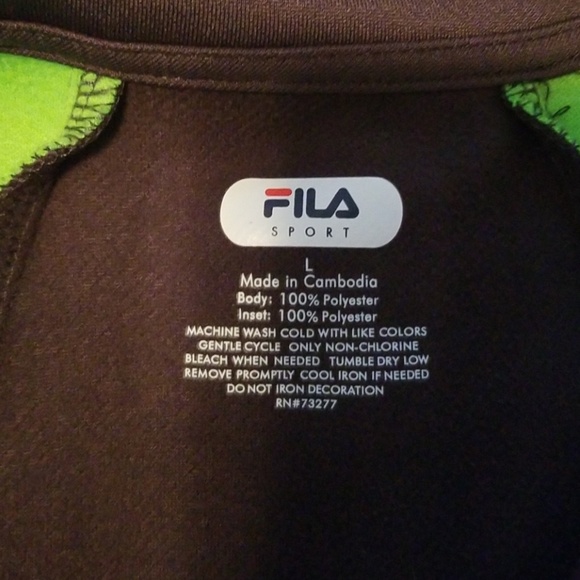 FILA
SPORT
L
Made in Cambodia
Body: 100% Polyester
Inset: 100% Polyester
MACHINE WASH COLD WITH LIKE COLORS
GENTLE CYCLE ONLY NON-CHLORINE
BLEACH WHEN NEEDED TUMBLE DRY LOW
REMOVE PROMPTLY COOL IRON IF NEEDED
DO NOT IRON DECORATION
RN#73277